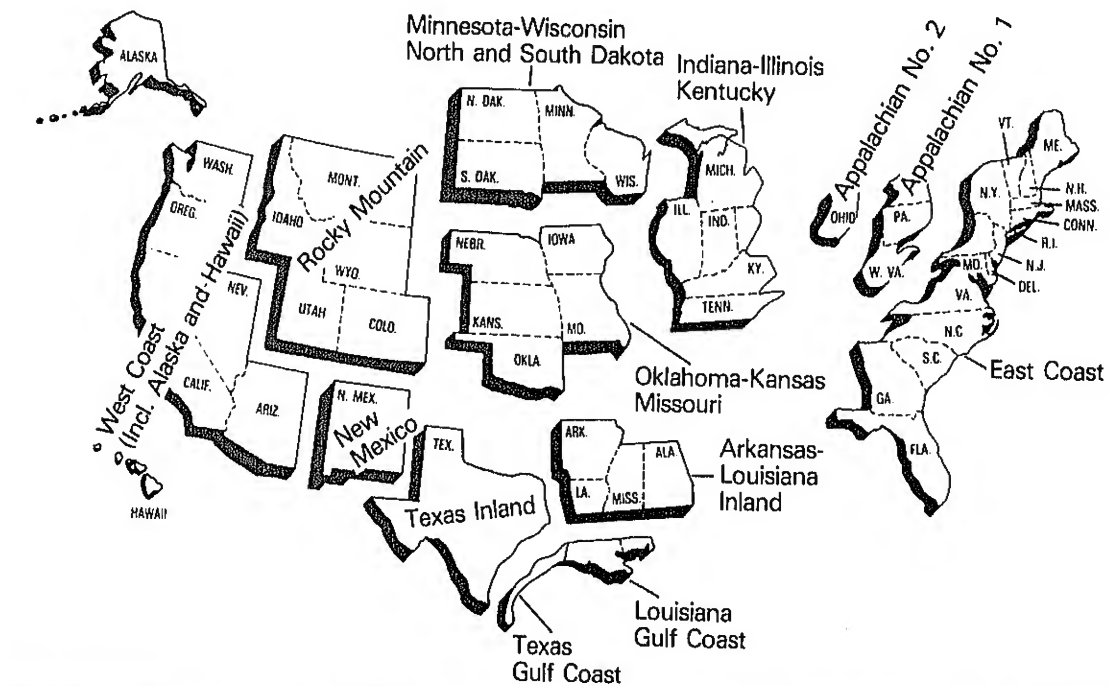 ALASKA
Minnesota-Wisconsin
North and South Dakota
Indiana-Illinois
Kentucky
Appalachian No. 2
Appalachian No. 1
N. DAK.
MINN.
S. DAK.
WIS.
MICH.
ILL.
IND.
KY.
TENN.
OHIO
PA.
W. VA.
VT.
ME.
N.Y.
N.H.
MASS.
CONN.
R.I.
N.J.
MD.
DEL.
VA.
N.C
S.C.
GA.
FLA.
East Coast
WASH.
OREG.
NEV.
CALIF.
ARIZ.
West Coast
(Incl. Alaska and Hawaii)
HAWAII
MONT.
IDAHO
WYO.
UTAH
COLO.
Rocky Mountain
NEBR.
IOWA
KANS.
MO.
OKLA.
Oklahoma-Kansas
Missouri
N. MEX.
New
Mexico
TEX.
Texas Inland
ARK.
ALA
LA.
MISS.
Arkansas-
Louisiana
Inland
Louisiana
Gulf Coast
Texas
Gulf Coast